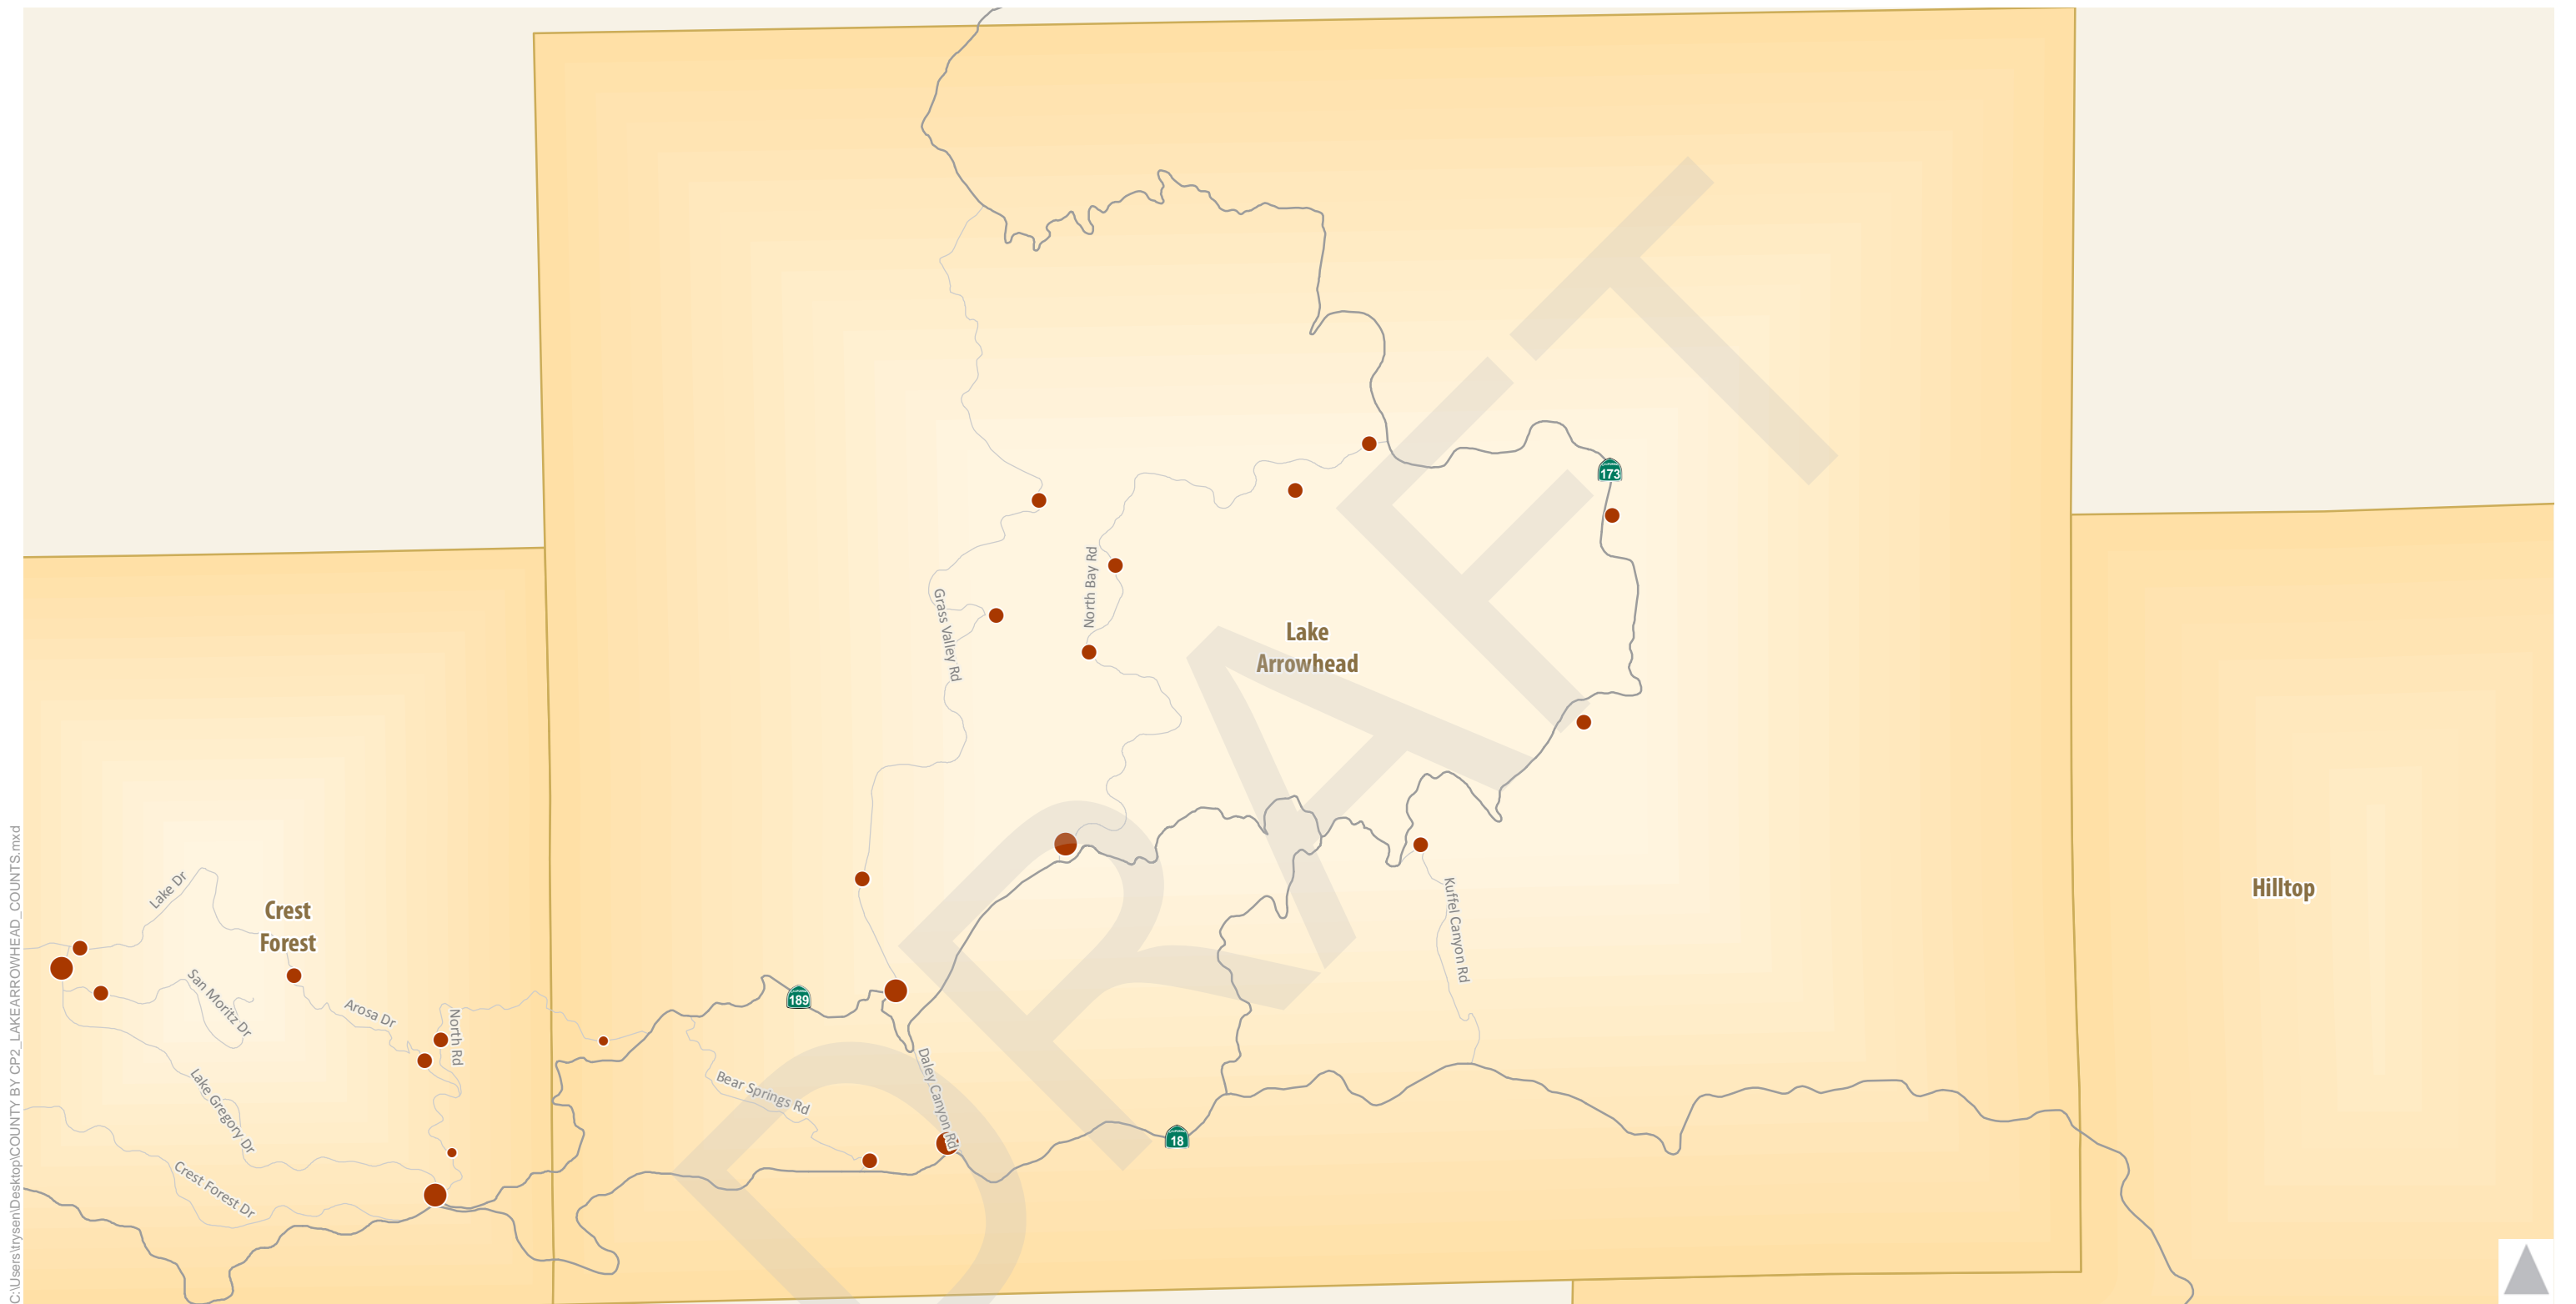 173
North Bay Rd
Grass Valley Rd
Lake
Arrowhead
DRAFT
Hilltop
Lake Dr
Crest
Forest
Kuffel Canyon Rd
San Moritz Dr
189
Arosa Dr
North Rd
Daley Canyon Rd
Bear Springs Rd
Lake Gregory Dr
18
Crest Forest Dr
C:\Users\trysen\Desktop\COUNTY BY CP2_LAKEARROWHEAD_COUNTS.mxd